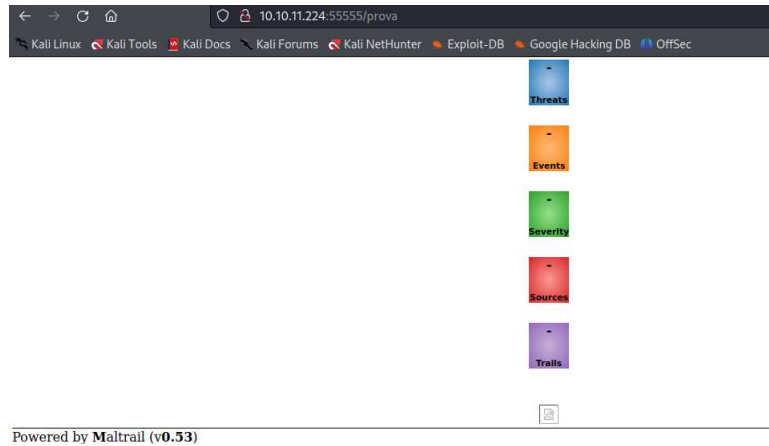 10.10.11.224:55555/prova
Kali Linux Kali Tools Kali Docs Kali Forums Kali NetHunter Exploit-DB Google Hacking DB OffSec
-
Threats
-
Events
-
Severity
-
Sources
-
Trails
Powered by Maltrail (v0.53)